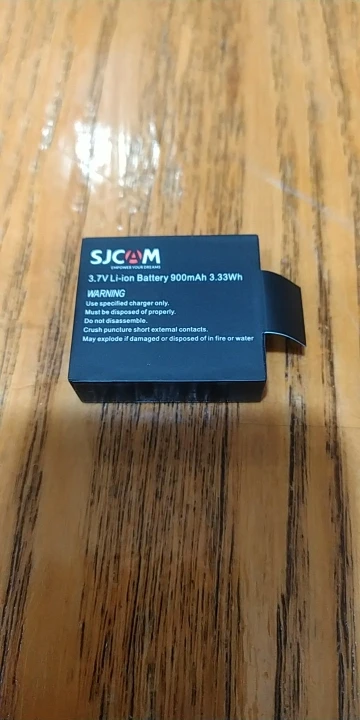 SJCAM
EMPOWER YOUR DREAMS
3.7V Li-ion Battery 900mAh 3.33Wh
WARNING
Use specified charger only.
Must be disposed of properly.
Do not disassemble.
Crush puncture short external contacts.
May explode if damaged or disposed of in fire or water